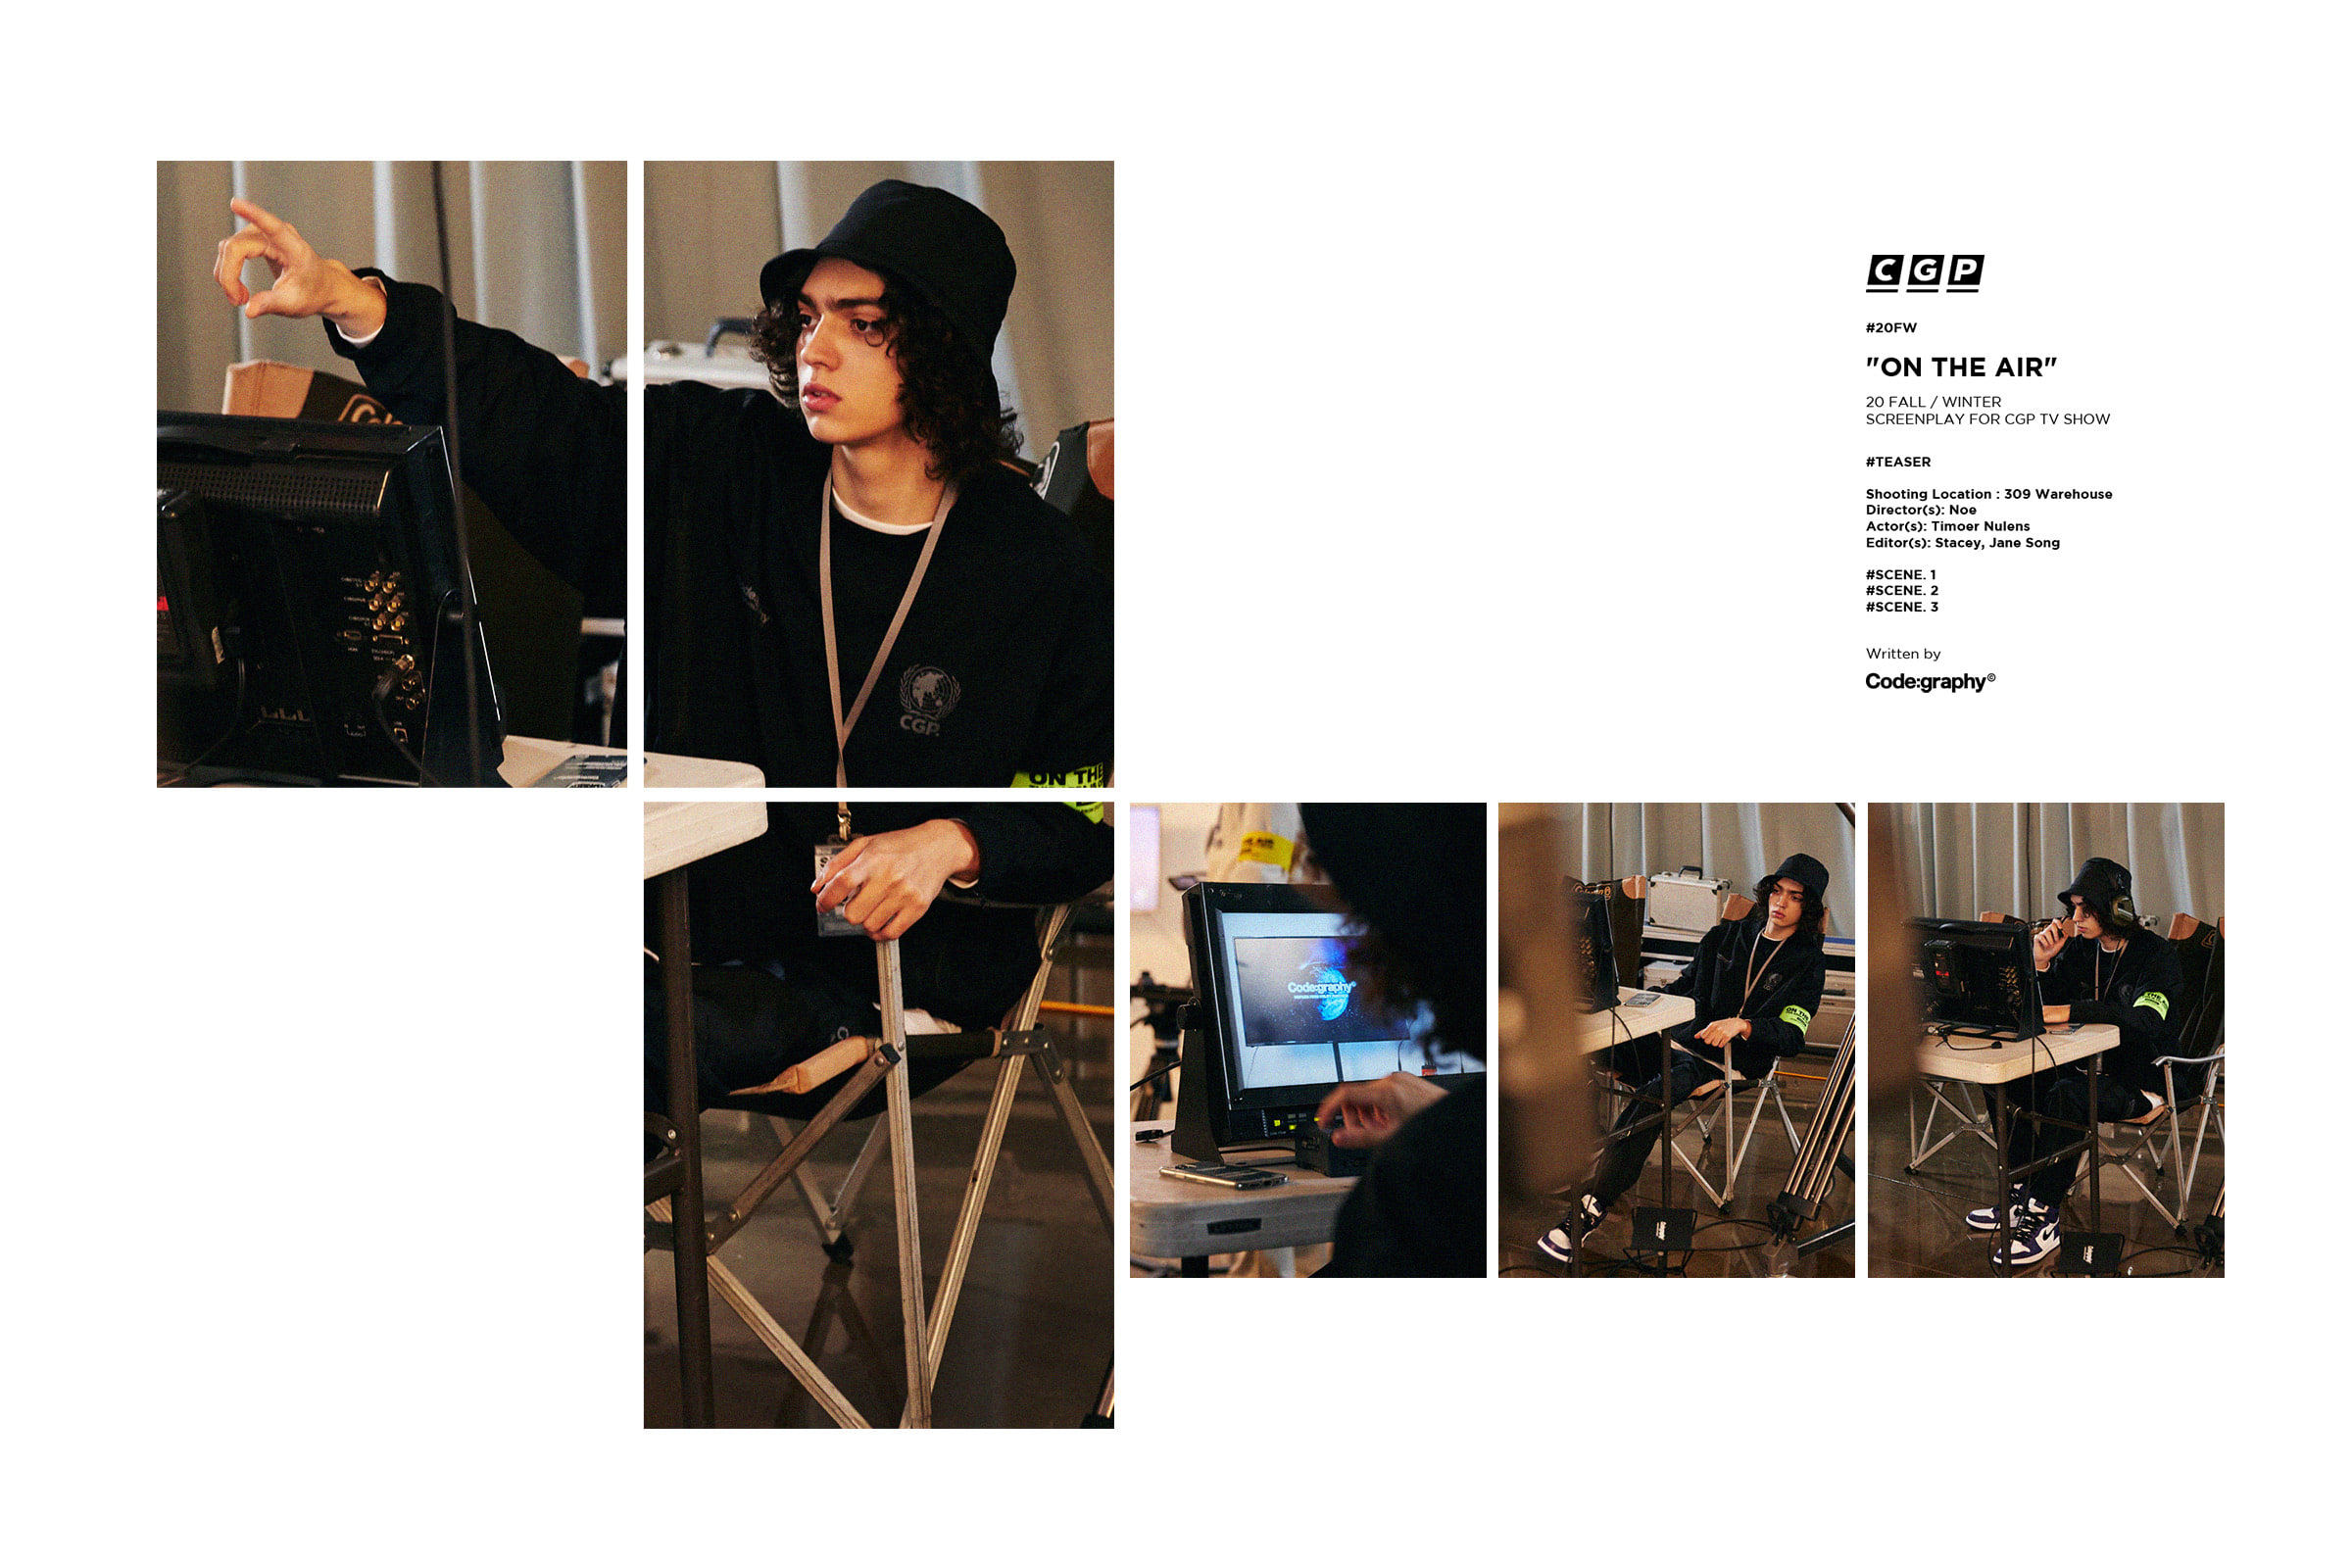 CGP
#20FW
"ON THE AIR"
20 FALL / WINTER
SCREENPLAY FOR CGP TV SHOW
#TEASER
Shooting Location : 309 Warehouse
Director(s): Noe
Actor(s): Timoer Nulens
Editor(s): Stacey, Jane Song
#SCENE. 1
#SCENE. 2
#SCENE. 3
Written by
Code:graphy©
CGP.
ON THE
Code:graphy
ON THE